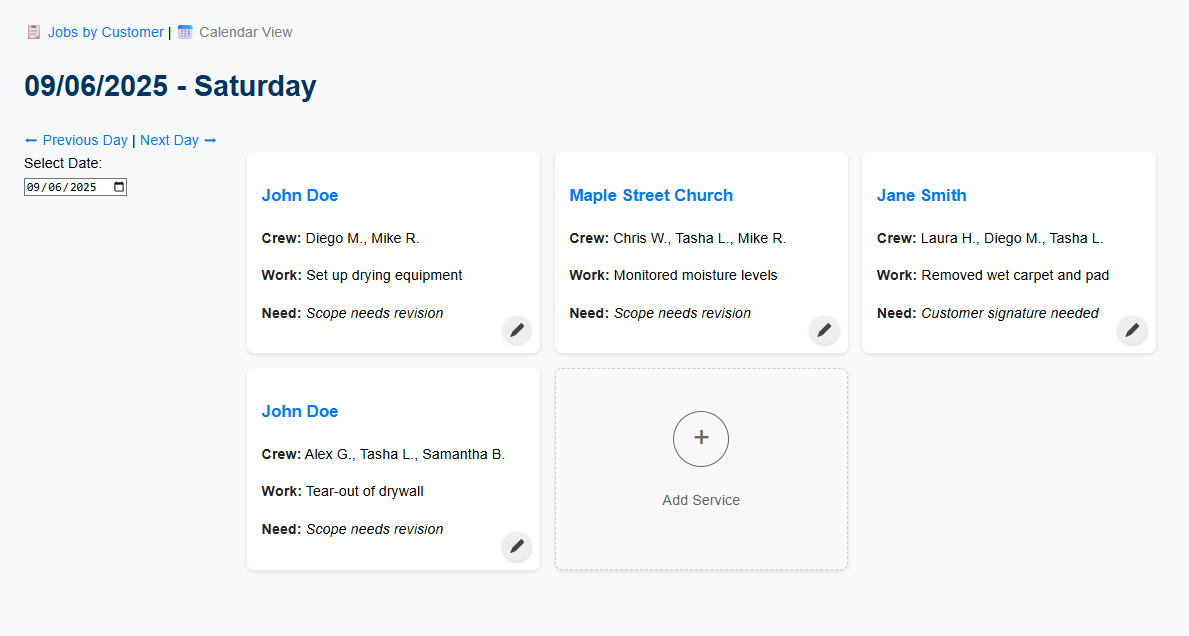 Jobs by Customer | Calendar View
09/06/2025 - Saturday
← Previous Day | Next Day →
Select Date:
09/06/2025
John Doe
Crew: Diego M., Mike R.
Work: Set up drying equipment
Need: Scope needs revision
Maple Street Church
Crew: Chris W., Tasha L., Mike R.
Work: Monitored moisture levels
Need: Scope needs revision
Jane Smith
Crew: Laura H., Diego M., Tasha L.
Work: Removed wet carpet and pad
Need: Customer signature needed
John Doe
Crew: Alex G., Tasha L., Samantha B.
Work: Tear-out of drywall
Need: Scope needs revision
+
Add Service